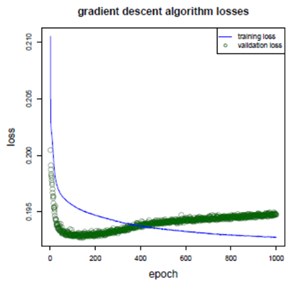 gradient descent algorithm losses
training loss
validation loss
0.210
0.205
0.200
0.195
loss
0 200 400 600 800 1000
epoch